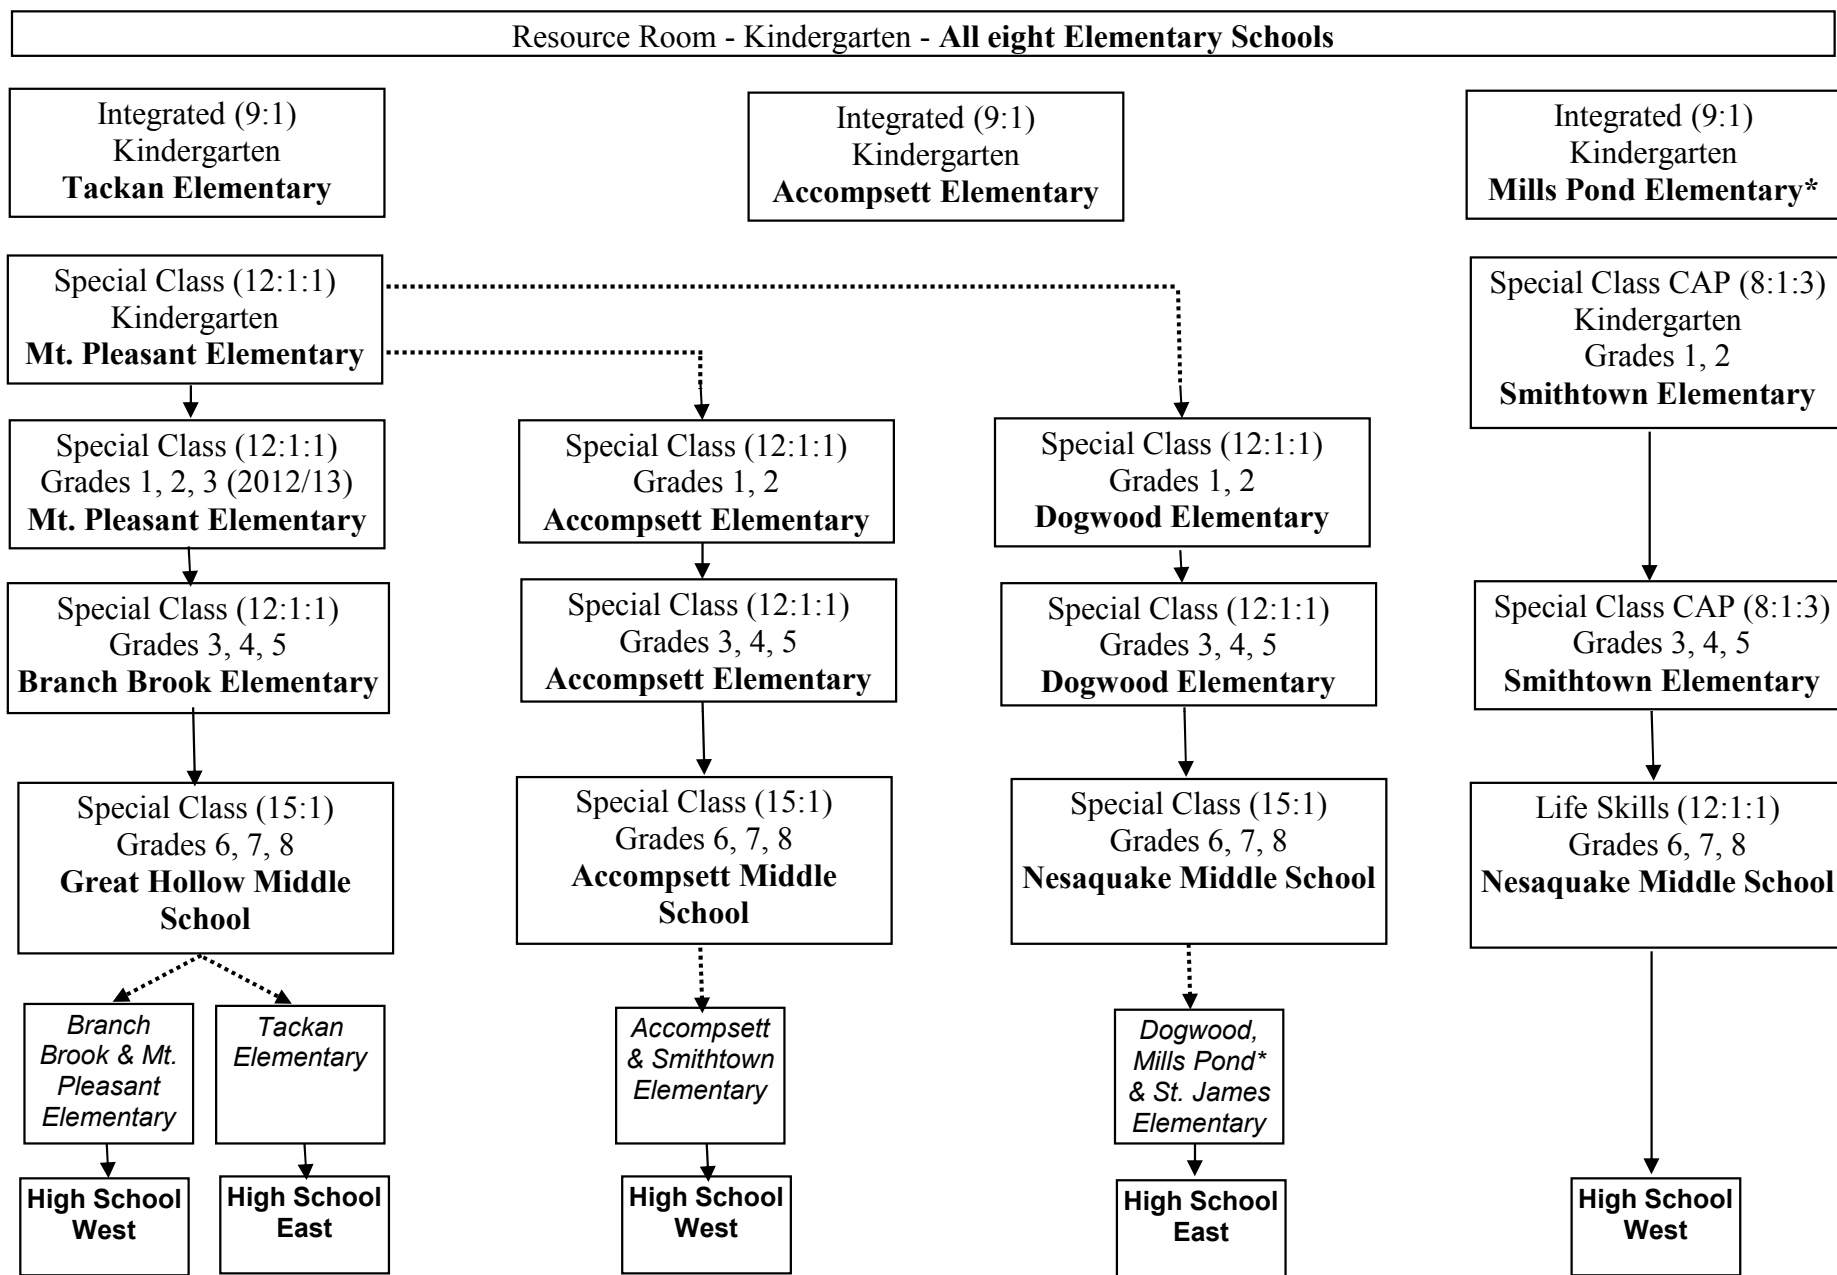 Resource Room - Kindergarten - All eight Elementary Schools
Integrated (9:1)
Kindergarten
Tackan Elementary
Integrated (9:1)
Kindergarten
Accompsett Elementary
Integrated (9:1)
Kindergarten
Mills Pond Elementary*
Special Class (12:1:1)
Kindergarten
Mt. Pleasant Elementary
Special Class CAP (8:1:3)
Kindergarten
Grades 1, 2
Smithtown Elementary
Special Class (12:1:1)
Grades 1, 2, 3 (2012/13)
Mt. Pleasant Elementary
Special Class (12:1:1)
Grades 1, 2
Accompsett Elementary
Special Class (12:1:1)
Grades 1, 2
Dogwood Elementary
Special Class (12:1:1)
Grades 3, 4, 5
Branch Brook Elementary
Special Class (12:1:1)
Grades 3, 4, 5
Accompsett Elementary
Special Class (12:1:1)
Grades 3, 4, 5
Dogwood Elementary
Special Class CAP (8:1:3)
Grades 3, 4, 5
Smithtown Elementary
Special Class (15:1)
Grades 6, 7, 8
Great Hollow Middle
School
Special Class (15:1)
Grades 6, 7, 8
Accompsett Middle
School
Special Class (15:1)
Grades 6, 7, 8
Nesaquake Middle School
Life Skills (12:1:1)
Grades 6, 7, 8
Nesaquake Middle School
Branch
Brook & Mt.
Pleasant
Elementary
Tackan
Elementary
Accompsett
& Smithtown
Elementary
Dogwood,
Mills Pond*
& St. James
Elementary
High School
West
High School
East
High School
West
High School
East
High School
West